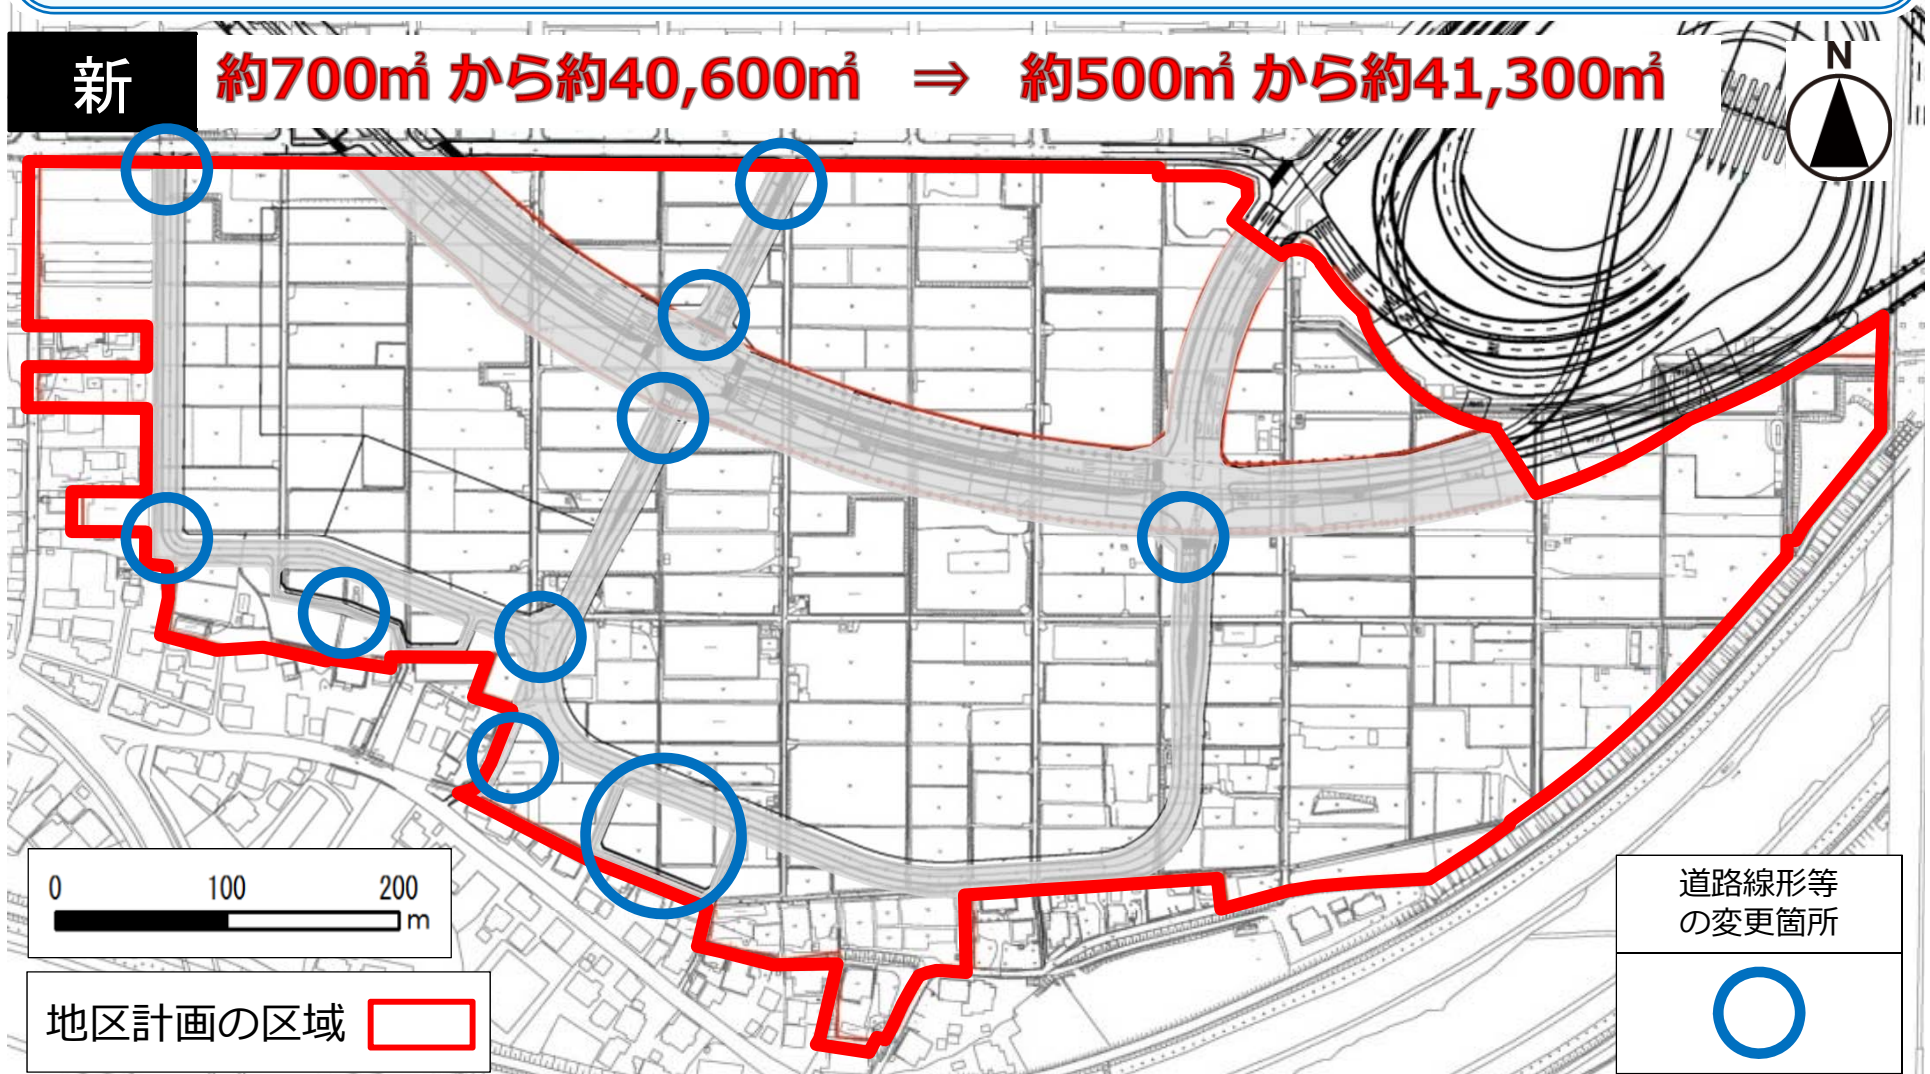 新
約700㎡ から約40,600㎡ ⇒ 約500㎡ から約41,300㎡
N
0 100 200
m
地区計画の区域
道路線形等
の変更箇所